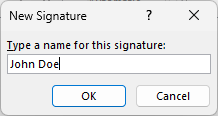 New Signature ? ×
Type a name for this signature:
John Doe
OK Cancel